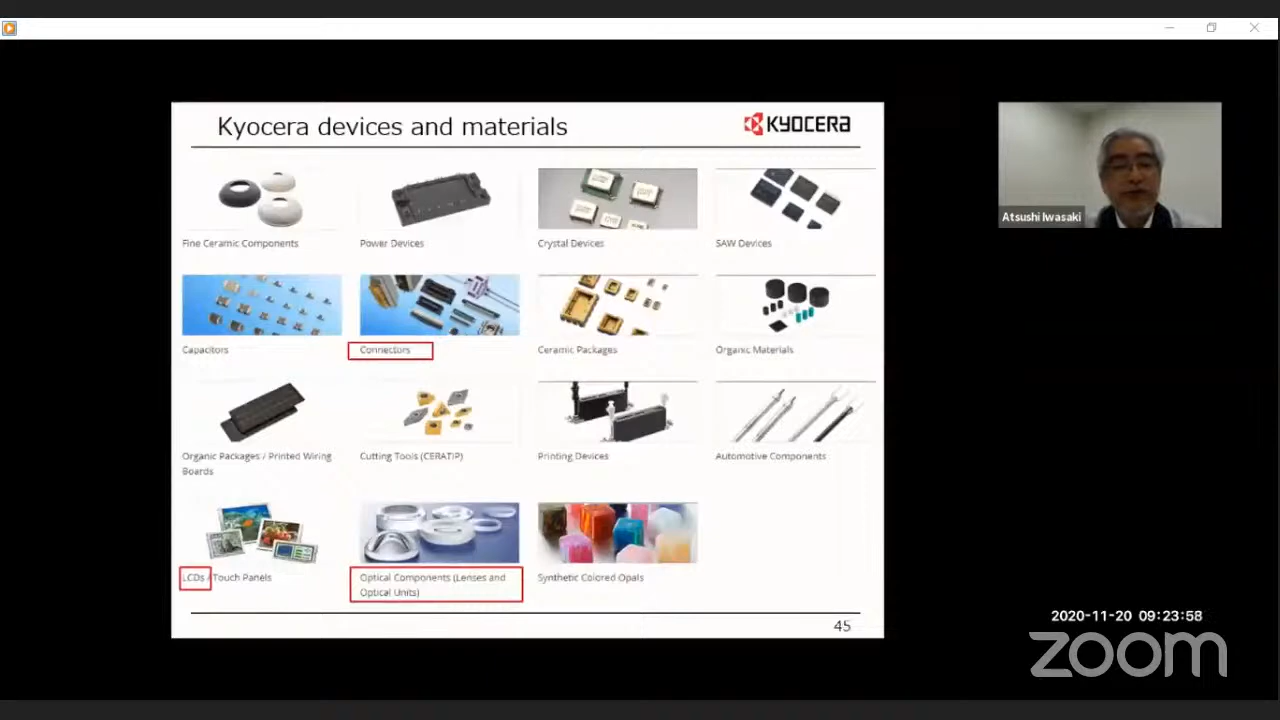 Kyocera devices and materials
KYOCERA
Fine Ceramic Components
Power Devices
Crystal Devices
SAW Devices
Capacitors
Connectors
Ceramic Packages
Organic Materials
Organic Packages / Printed Wiring
Boards
Cutting Tools (CERATIP)
Printing Devices
Automotive Components
LCDs / Touch Panels
Optical Components (Lenses and
Optical Units)
Synthetic Colored Opals
45
Atsushi Iwasaki
2020-11-20 09:23:58
zoom